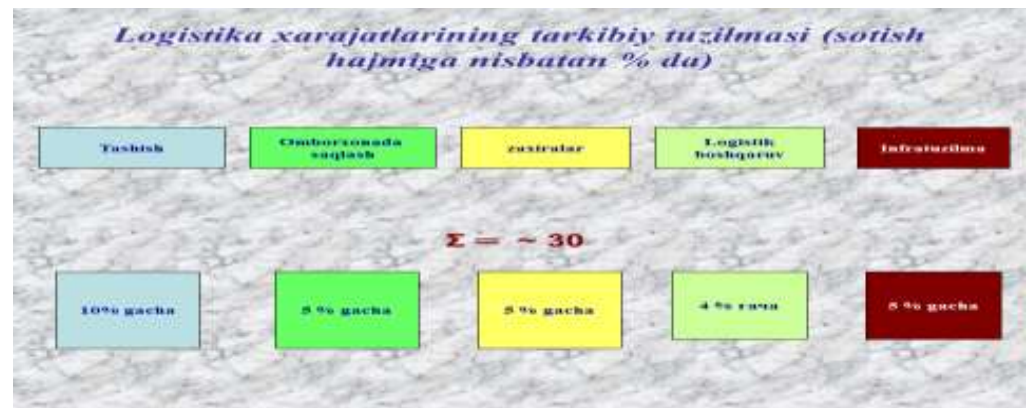 Logistika xarajatlarining tarkibiy tuzilmasi (sotish
hajmiga nisbatan % da)
Tashish
Omborxonada
saqlash
zaxiralar
Logistik
boshqaruv
Infratuzilma
Σ = ~ 30
10% gacha
5 % gacha
5 % gacha
4 % гача
5 % gacha